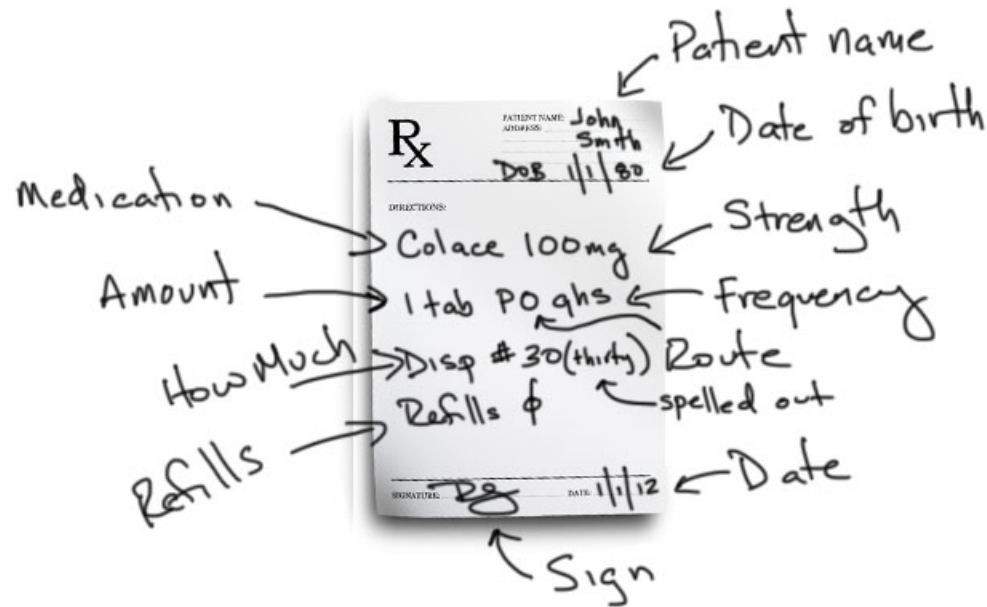 Patient name
Rx
PATIENT NAME: John
ADDRESS: Smith
DOB 1/1/80
Date of birth
Medication
DIRECTIONS:
Colace 100mg
Strength
Amount
1 tab PO qhs
Frequency
How Much
Disp # 30 (thirty)
Route
spelled out
Refills ϕ
Refills
SIGNATURE:
DATE: 1/1/12
Date
Sign